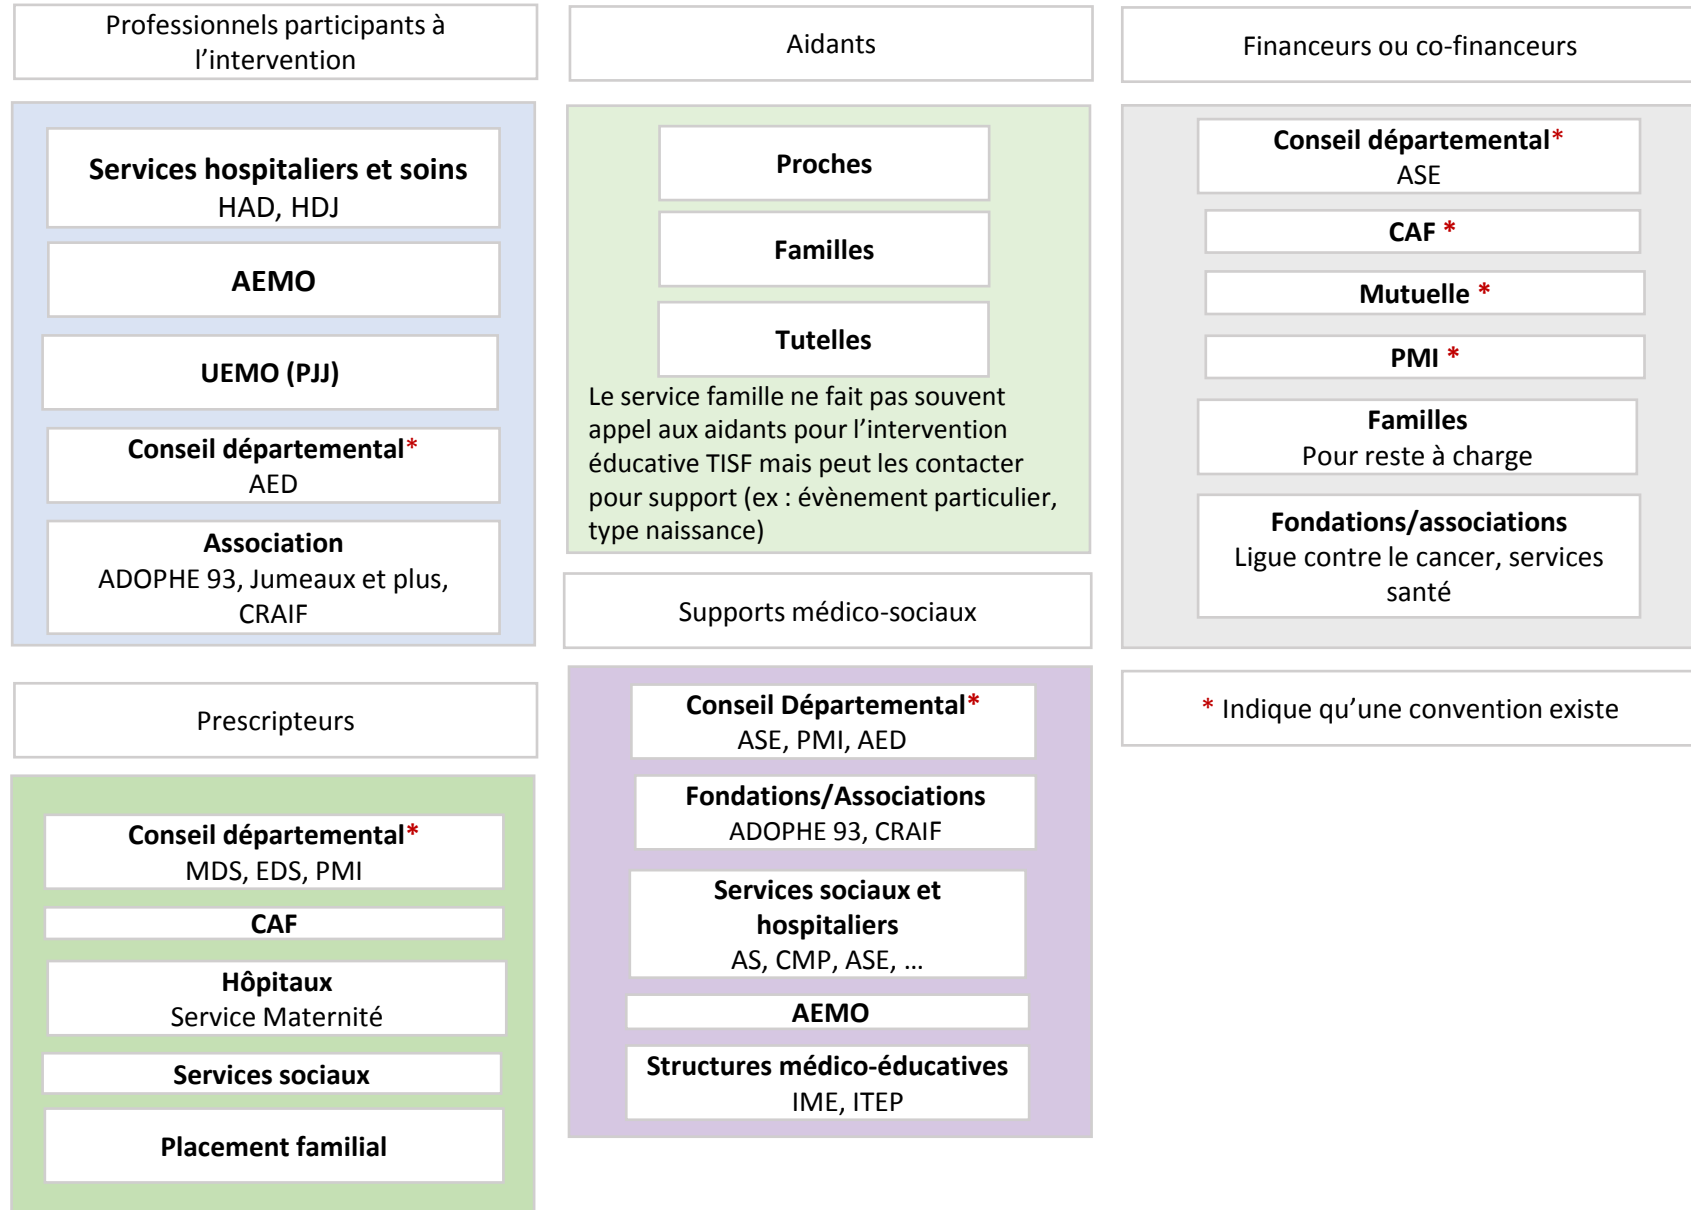 Professionnels participants à
l'intervention
Services hospitaliers et soins
HAD, HDJ
AEMO
UEMO (PJJ)
Conseil départemental*
AED
Association
ADOPHE 93, Jumeaux et plus,
CRAIF
Prescripteurs
Conseil départemental*
MDS, EDS, PMI
CAF
Hôpitaux
Service Maternité
Services sociaux
Placement familial
Aidants
Proches
Familles
Tutelles
Le service famille ne fait pas souvent
appel aux aidants pour l'intervention
éducative TISF mais peut les contacter
pour support (ex : évènement particulier,
type naissance)
Supports médico-sociaux
Conseil Départemental*
ASE, PMI, AED
Fondations/Associations
ADOPHE 93, CRAIF
Services sociaux et
hospitaliers
AS, CMP, ASE, ...
AEMO
Structures médico-éducatives
IME, ITEP
Financeurs ou co-financeurs
Conseil départemental*
ASE
CAF *
Mutuelle *
PMI *
Familles
Pour reste à charge
Fondations/associations
Ligue contre le cancer, services
santé
* Indique qu'une convention existe